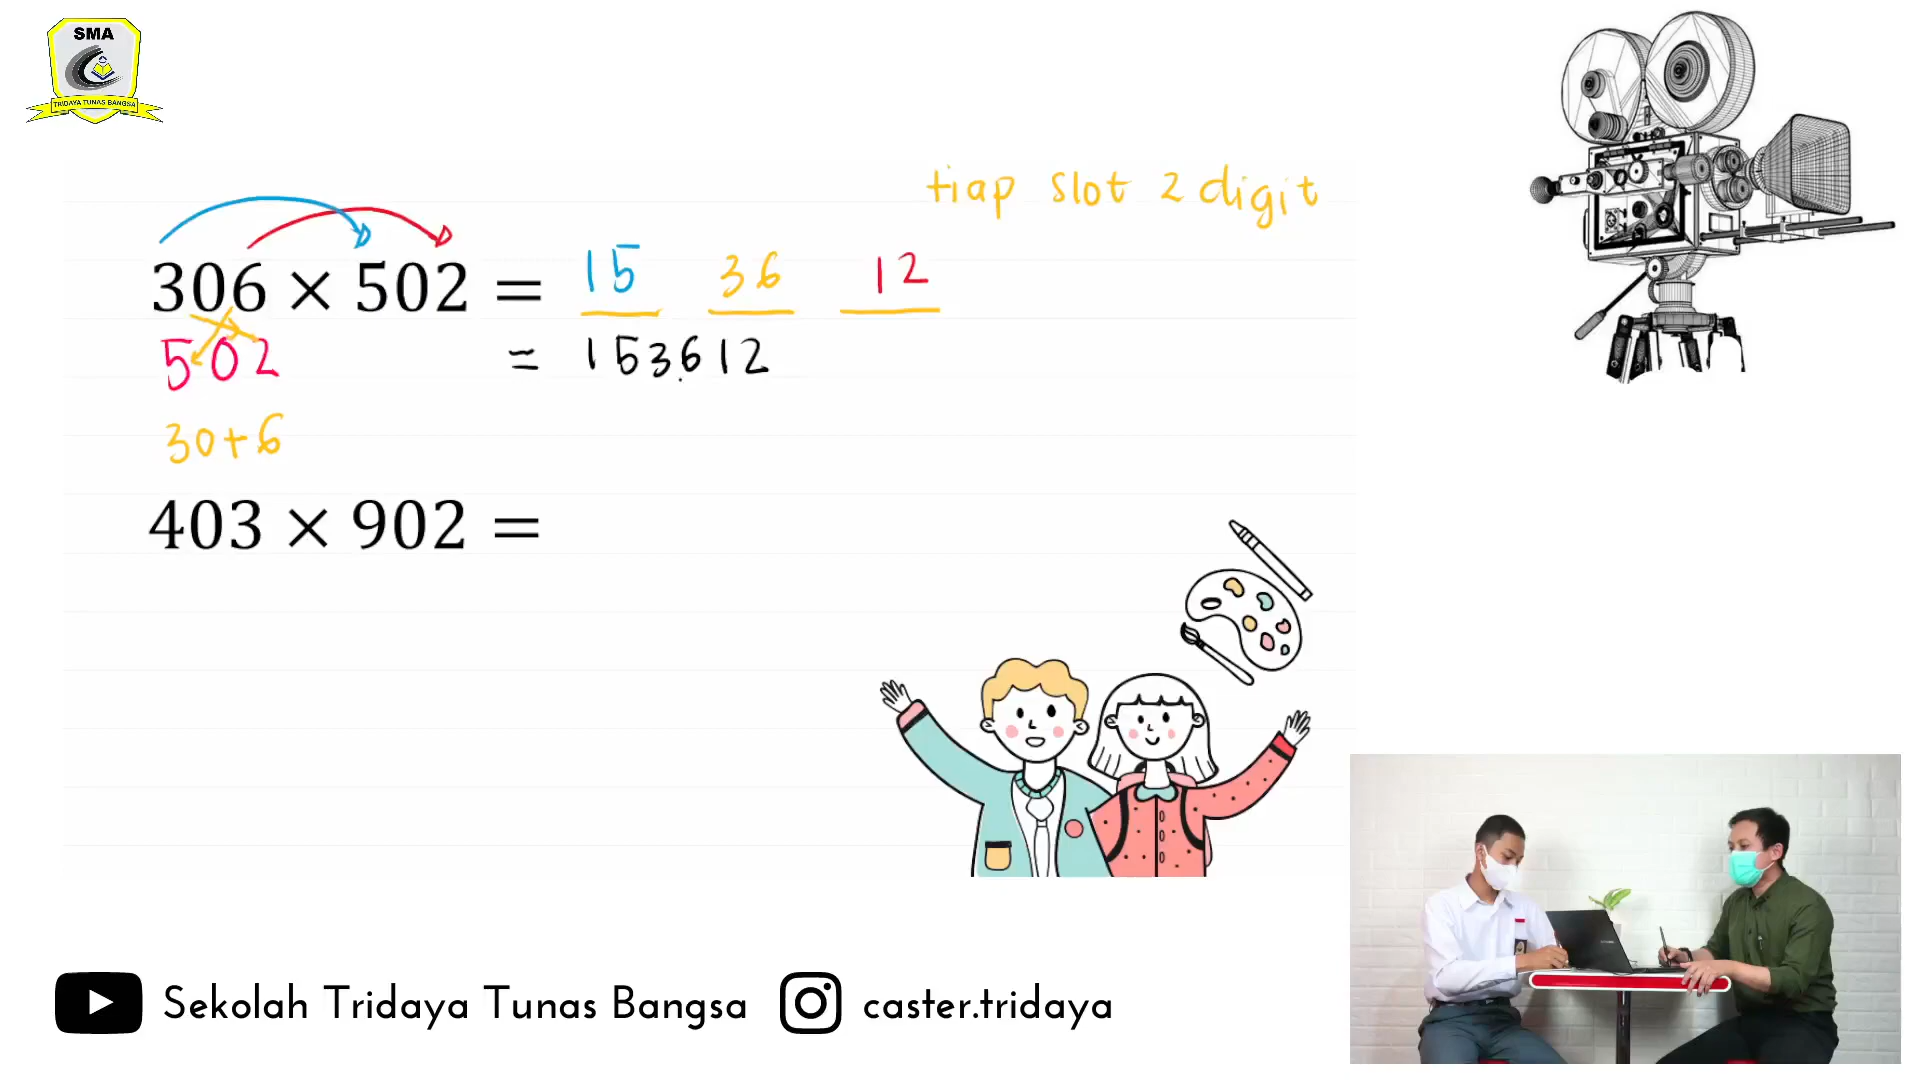 SMA
TRIDAYA TUNAS BANGSA
tiap slot 2 digit
306 × 502 = 15 36 12
502 = 153612
30+6
403 × 902 =
Sekolah Tridaya Tunas Bangsa caster.tridaya